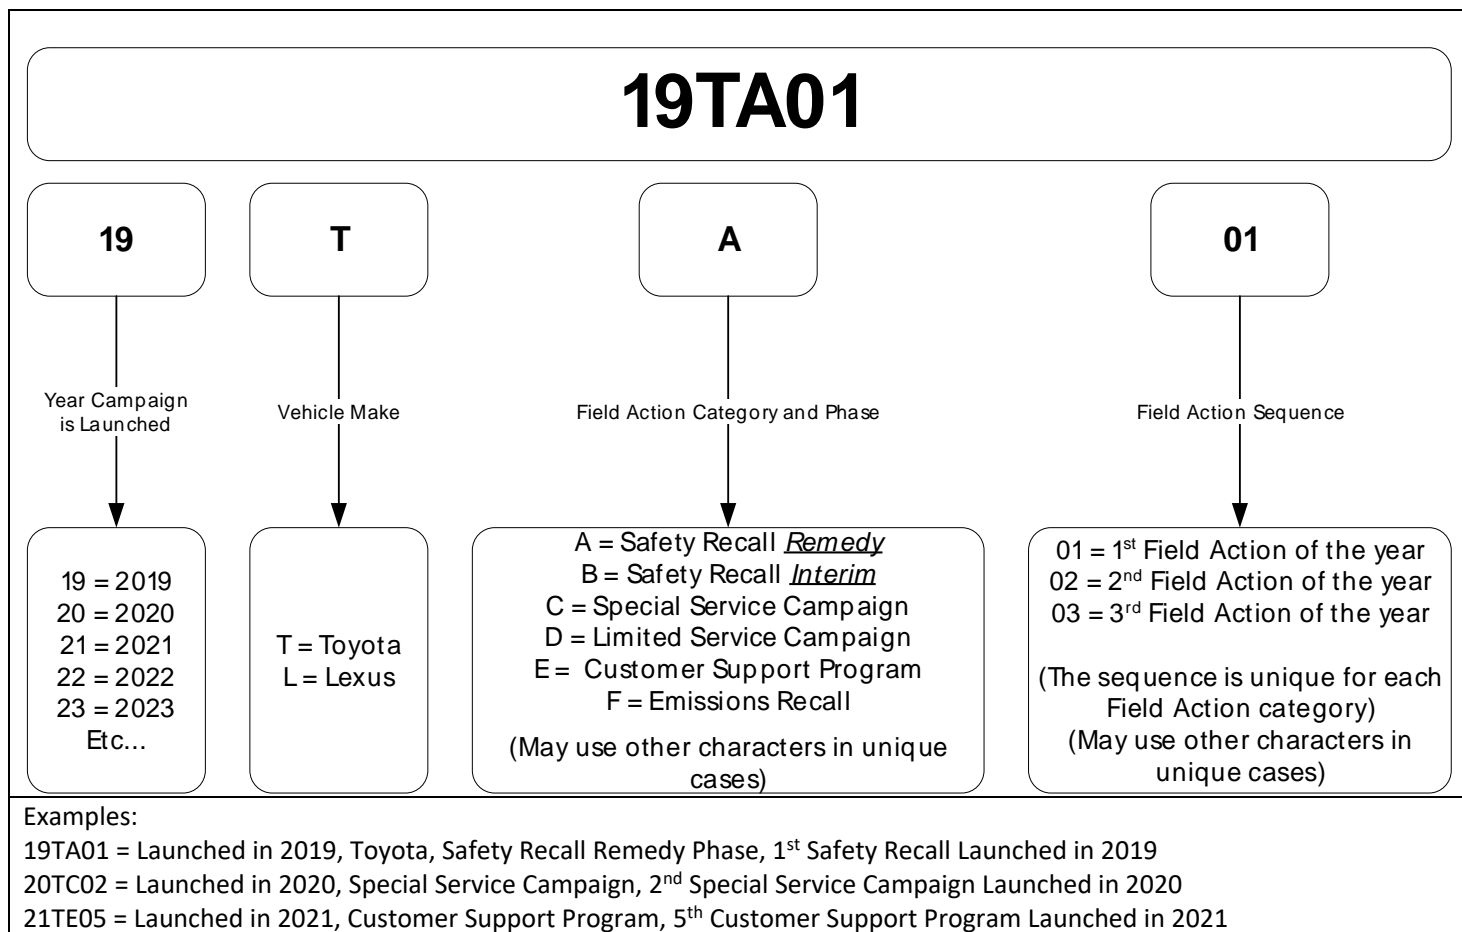 19TA01
19
T
A
01
Year Campaign
is Launched
Vehicle Make
Field Action Category and Phase
Field Action Sequence
19 = 2019
20 = 2020
21 = 2021
22 = 2022
23 = 2023
Etc...
T = Toyota
L = Lexus
A = Safety Recall Remedy
B = Safety Recall Interim
C = Special Service Campaign
D = Limited Service Campaign
E =  Customer Support Program
F = Emissions Recall
(May use other characters in unique
cases)
01 = 1st Field Action of the year
02 = 2nd Field Action of the year
03 = 3rd Field Action of the year
(The sequence is unique for each
Field Action category)
(May use other characters in
unique cases)
Examples:
19TA01 = Launched in 2019, Toyota, Safety Recall Remedy Phase, 1st Safety Recall Launched in 2019
20TC02 = Launched in 2020, Special Service Campaign, 2nd Special Service Campaign Launched in 2020
21TE05 = Launched in 2021, Customer Support Program, 5th Customer Support Program Launched in 2021